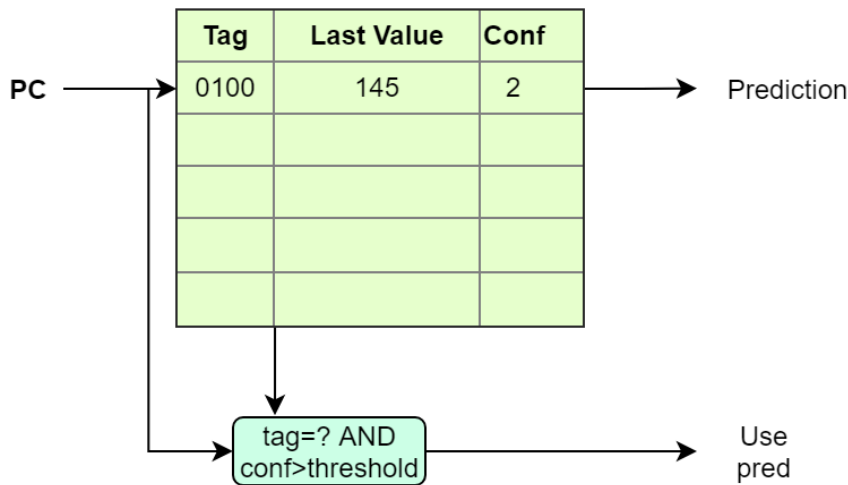 Tag Last Value Conf
PC 0100 145 2 Prediction
tag=? AND
conf>threshold
Use
pred